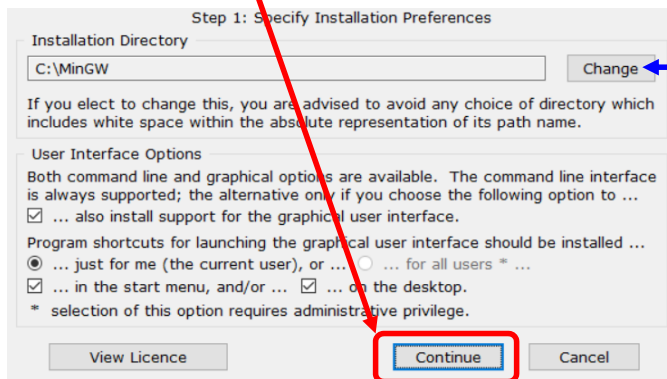 Step 1: Specify Installation Preferences
Installation Directory
C:\MinGW
Change
If you elect to change this, you are advised to avoid any choice of directory which
includes white space within the absolute representation of its path name.
User Interface Options
Both command line and graphical options are available. The command line interface
is always supported; the alternative only if you choose the following option to ...
... also install support for the graphical user interface.
Program shortcuts for launching the graphical user interface should be installed ...
... just for me (the current user), or ... ... for all users * ...
... in the start menu, and/or ... ... on the desktop.
* selection of this option requires administrative privilege.
View Licence Continue Cancel